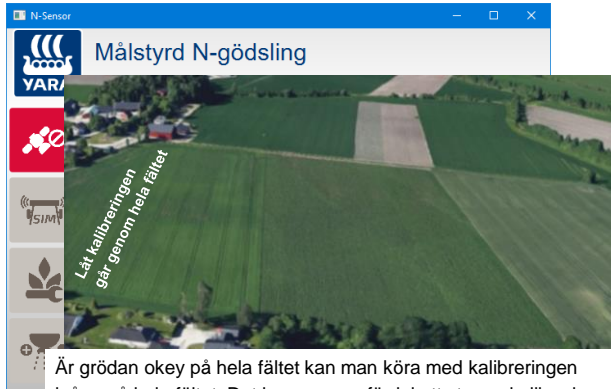 N-Sensor
Målstyrd N-gödsling
YARA
SIM
Låt kalibreringen
går genom hela fältet
Är grödan okey på hela fältet kan man köra med kalibreringen